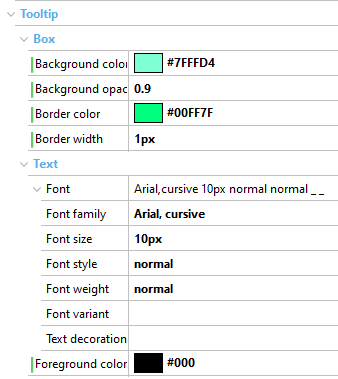 Tooltip
Box
Background color #7FFFD4
Background opac 0.9
Border color #00FF7F
Border width 1px
Text
Font Arial,cursive 10px normal normal _ _
Font family Arial, cursive
Font size 10px
Font style normal
Font weight normal
Font variant
Text decoration
Foreground color #000